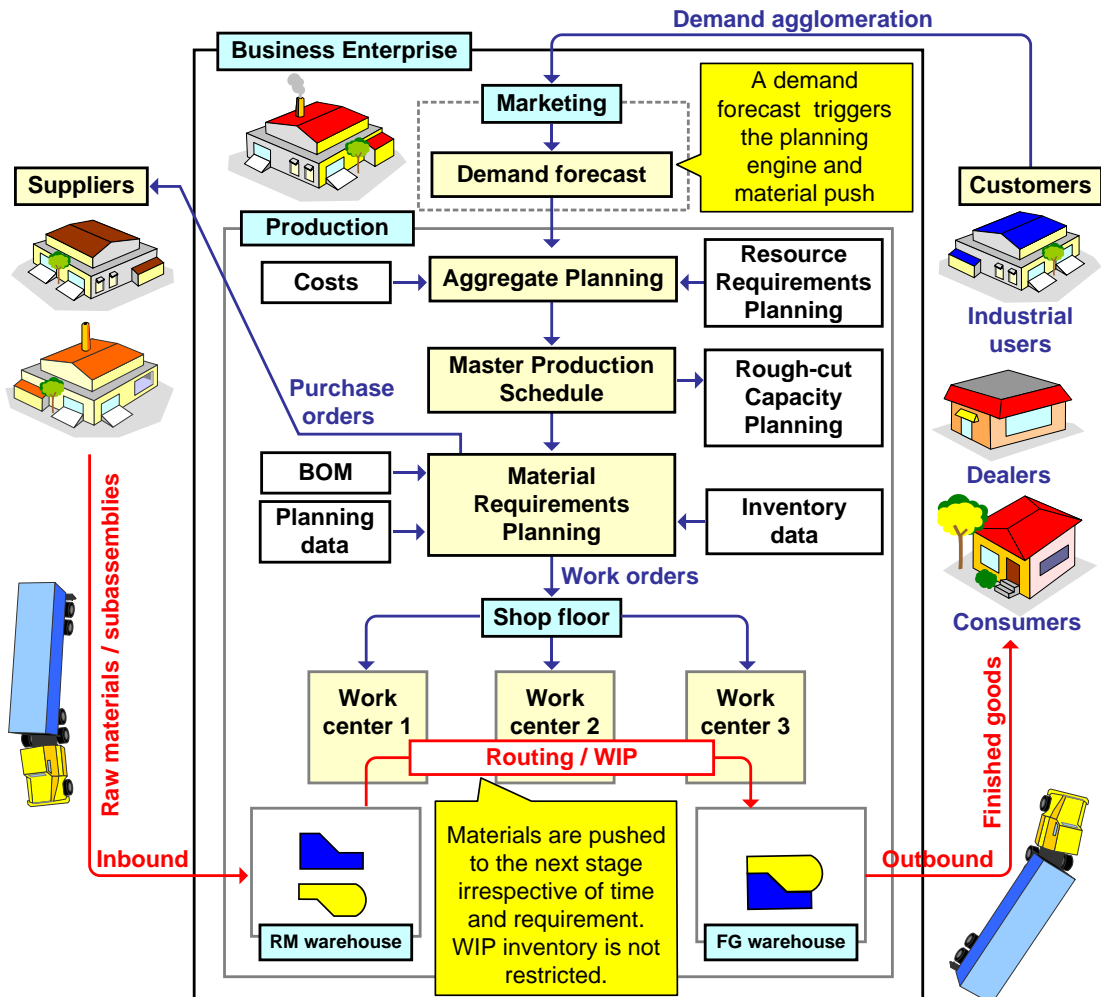 Demand agglomeration
Business Enterprise
Marketing
A demand
forecast triggers
the planning
engine and
material push
Demand forecast
Suppliers
Customers
Production
Costs
Aggregate Planning
Resource
Requirements
Planning
Industrial
users
Master Production
Schedule
Rough-cut
Capacity
Planning
Purchase
orders
BOM
Planning
data
Material
Requirements
Planning
Inventory
data
Dealers
Work orders
Shop floor
Consumers
Raw materials / subassemblies
Work
center 1
Work
center 2
Work
center 3
Routing / WIP
Finished goods
Materials are pushed
to the next stage
irrespective of time
and requirement.
WIP inventory is not
restricted.
Inbound
Outbound
RM warehouse
FG warehouse